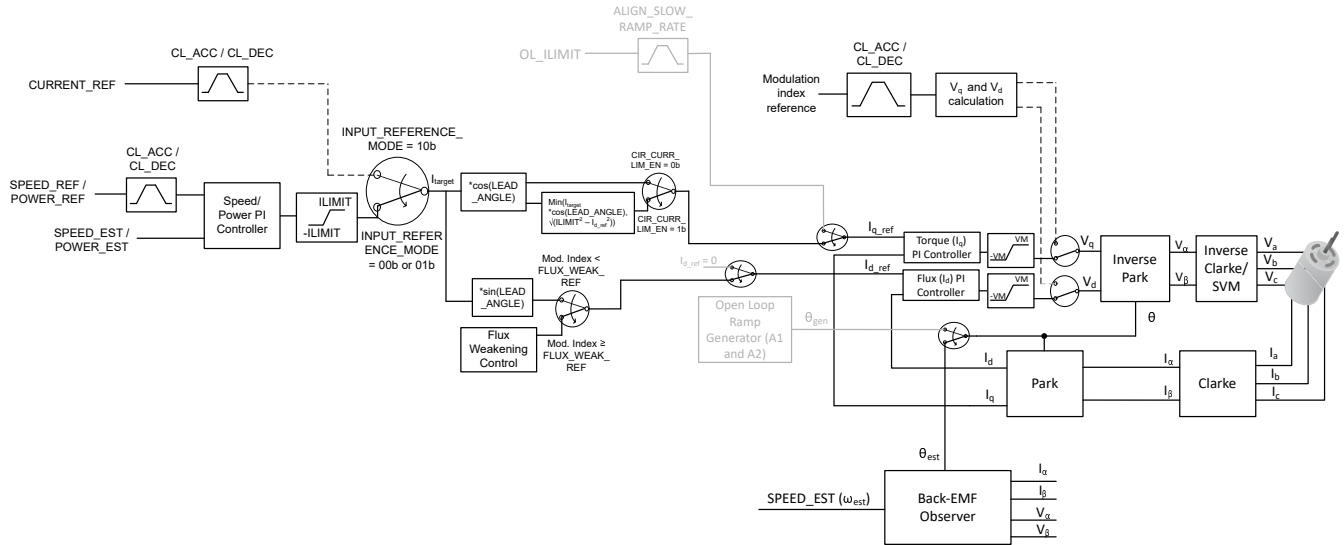 ALIGN_SLOW_
RAMP_RATE
OL_ILIMIT
CL_ACC / CL_DEC
CURRENT_REF
CL_ACC /
CL_DEC
Modulation
index
reference
Vq and Vd
calculation
INPUT_REFERENCE_
MODE = 10b
CL_ACC /
CL_DEC
SPEED_REF /
POWER_REF
SPEED_EST /
POWER_EST
Speed/
Power PI
Controller
ILIMIT
-ILIMIT
INPUT_REFER
ENCE_MODE
= 00b or 01b
Itarget
*cos(LEAD
_ANGLE)
Min(Itarget
*cos(LEAD_ANGLE),
√(ILIMIT² – Id_ref²))
CIR_CURR_
LIM_EN = 0b
CIR_CURR_
LIM_EN = 1b
*sin(LEAD
_ANGLE)
Flux
Weakening
Control
Mod. Index <
FLUX_WEAK_
REF
Mod. Index ≥
FLUX_WEAK_
REF
Id_ref = 0
Open Loop
Ramp
Generator (A1
and A2)
θgen
Iq_ref
Id_ref
Torque (Iq)
PI Controller
Flux (Id) PI
Controller
VM
-VM
VM
-VM
Vq
Vd
Inverse
Park
Vα
Vβ
Inverse
Clarke/
SVM
Va
Vb
Vc
θ
Id
Iq
Park
Iα
Iβ
Clarke
Ia
Ib
Ic
θest
SPEED_EST (ωest)
Back-EMF
Observer
Iα
Iβ
Vα
Vβ